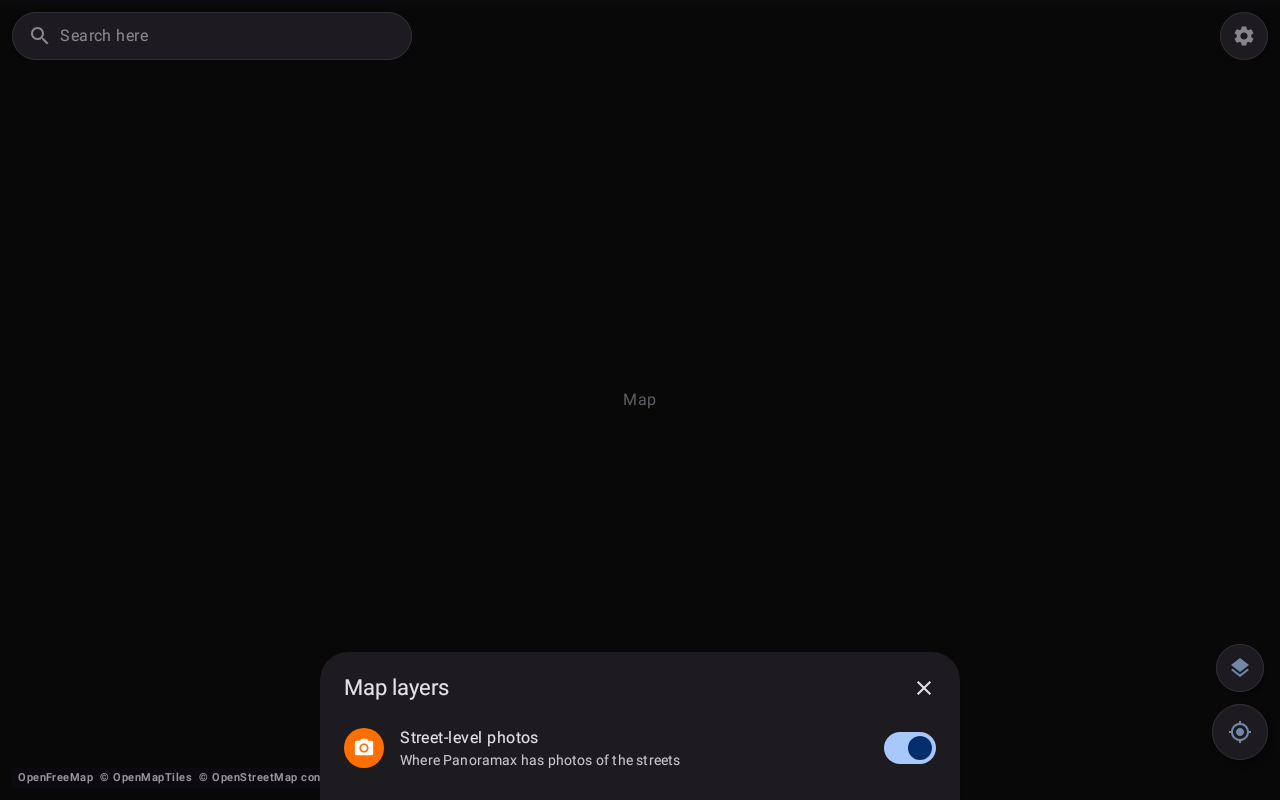 Search here
Map
Map layers
Street-level photos
Where Panoramax has photos of the streets
OpenFreeMap © OpenMapTiles © OpenStreetMap con